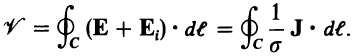 𝒱 = ∮_C (E + E_i) · dℓ = ∮_C 1/σ J · dℓ.